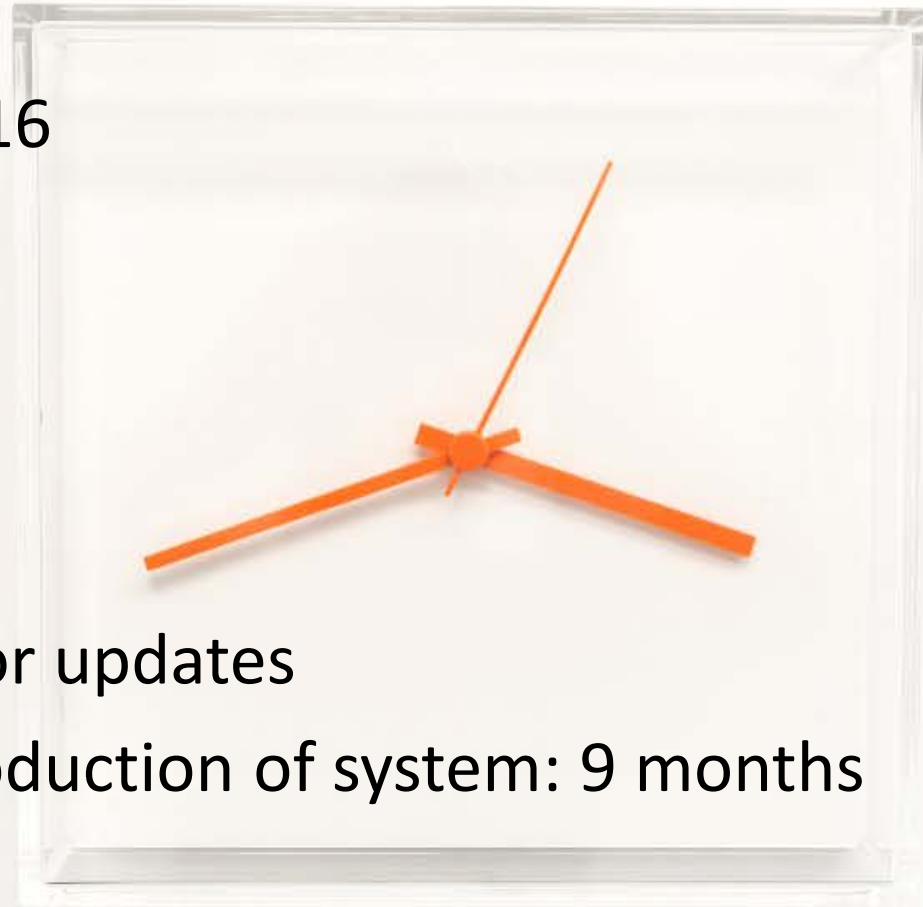 16
or updates
oduction of system: 9 months